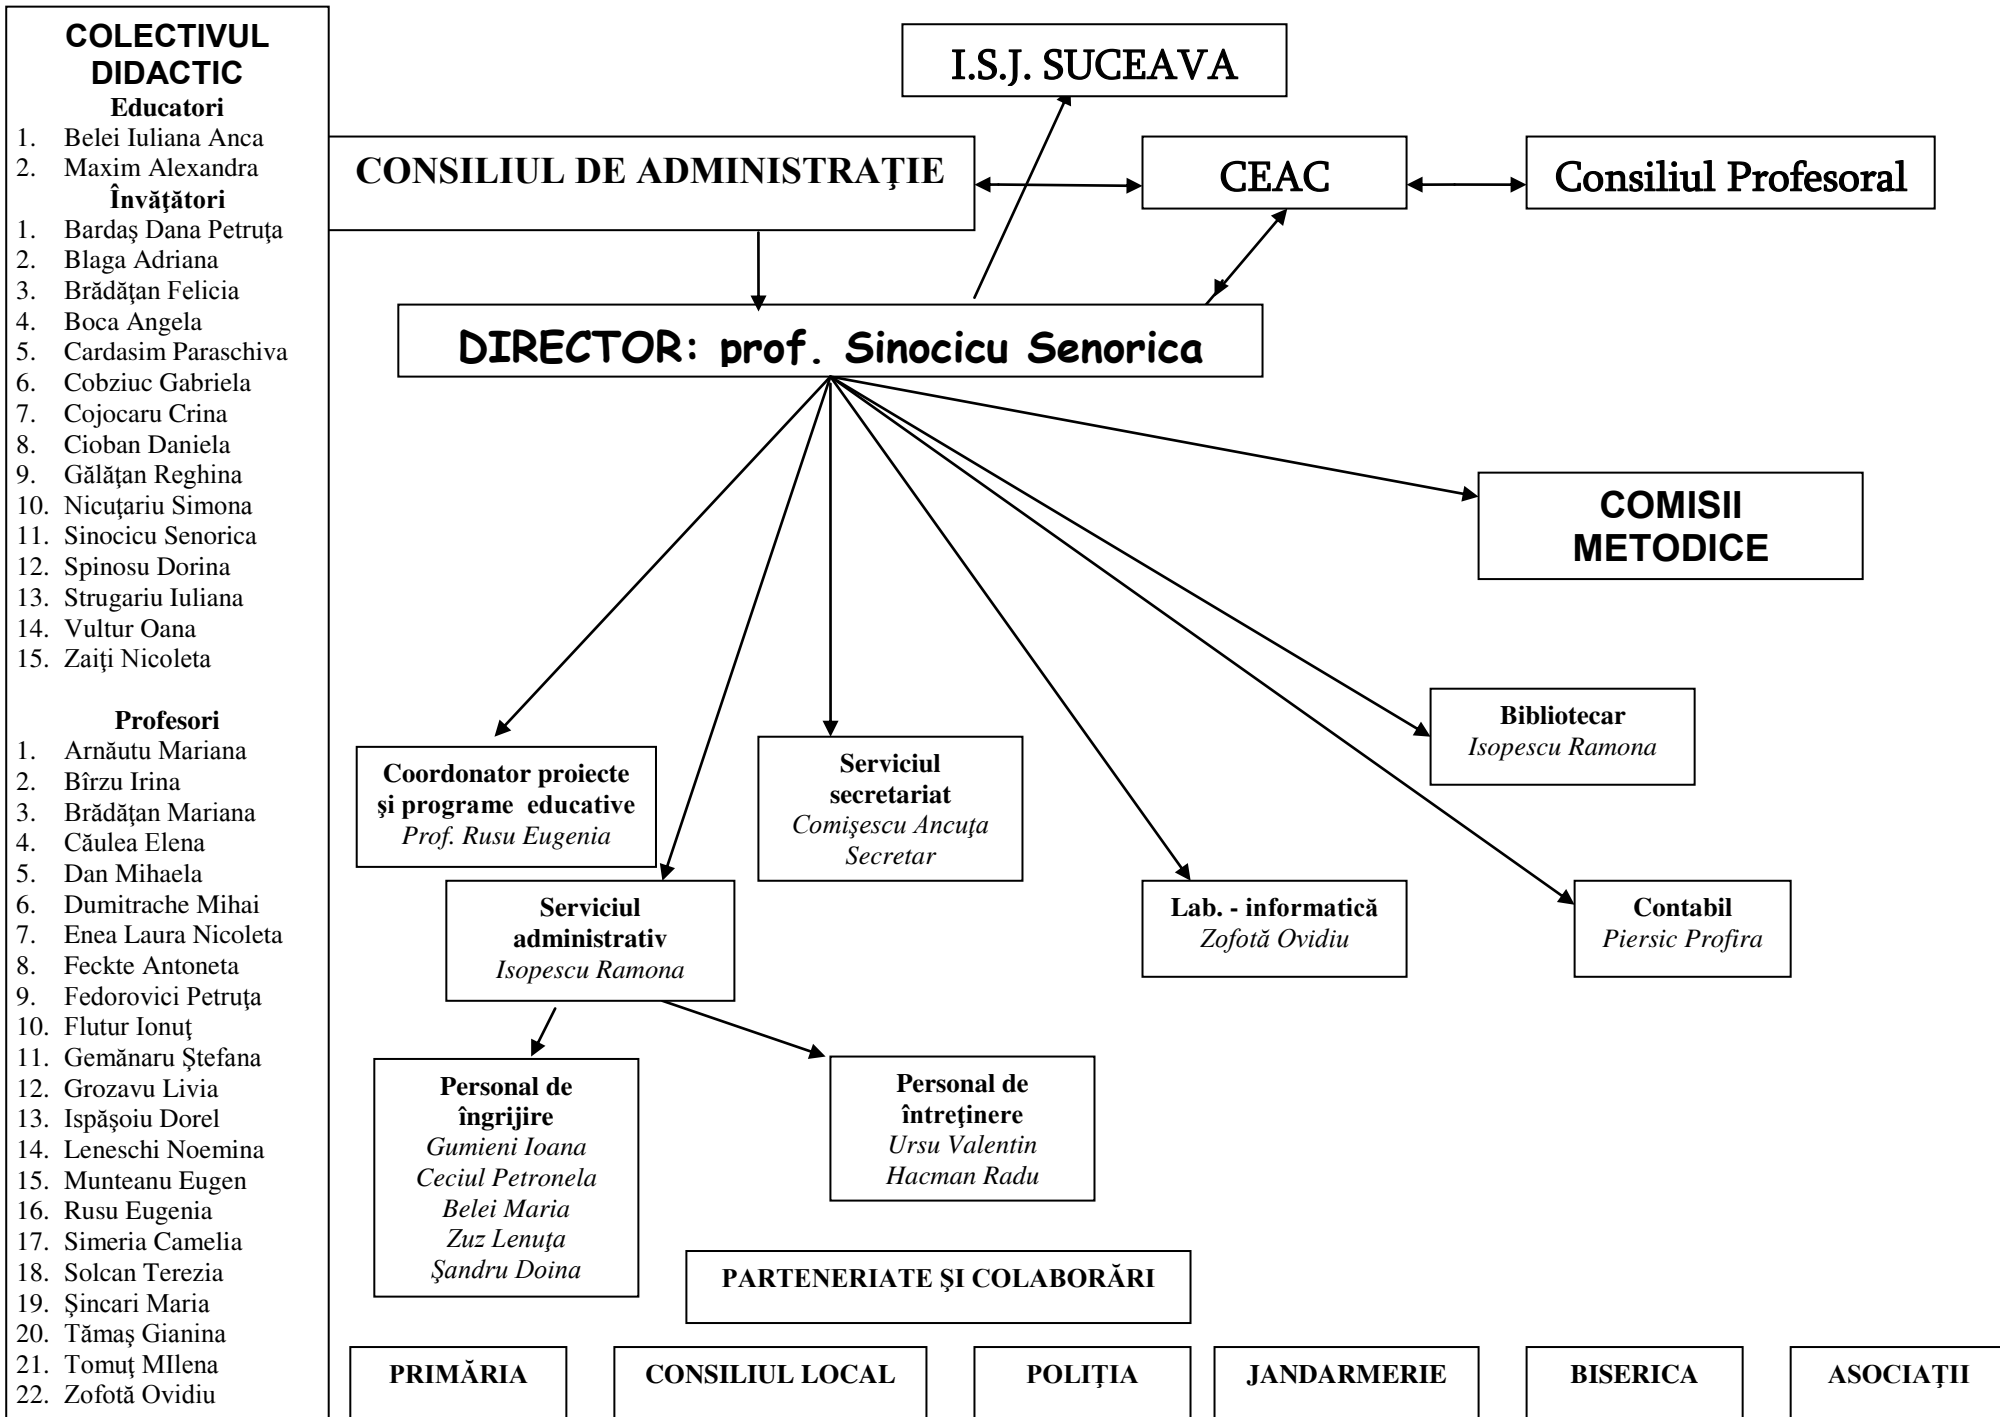 COLECTIVUL
DIDACTIC
Educatori
1. Belei Iuliana Anca
2. Maxim Alexandra
Învăţători
1. Bardaş Dana Petruţa
2. Blaga Adriana
3. Brădăţan Felicia
4. Boca Angela
5. Cardasim Paraschiva
6. Cobziuc Gabriela
7. Cojocaru Crina
8. Cioban Daniela
9. Gălăţan Reghina
10. Nicuţariu Simona
11. Sinocicu Senorica
12. Spinosu Dorina
13. Strugariu Iuliana
14. Vultur Oana
15. Zaiţi Nicoleta
Profesori
1. Arnăutu Mariana
2. Bîrzu Irina
3. Brădăţan Mariana
4. Căulea Elena
5. Dan Mihaela
6. Dumitrache Mihai
7. Enea Laura Nicoleta
8. Feckte Antoneta
9. Fedorovici Petruţa
10. Flutur Ionuţ
11. Gemănaru Ştefana
12. Grozavu Livia
13. Ispăşoiu Dorel
14. Leneschi Noemina
15. Munteanu Eugen
16. Rusu Eugenia
17. Simeria Camelia
18. Solcan Terezia
19. Şincari Maria
20. Tămaş Gianina
21. Tomuţ MIlena
22. Zofotă Ovidiu
I.S.J. SUCEAVA
CONSILIUL DE ADMINISTRAŢIE
CEAC
Consiliul Profesoral
DIRECTOR: prof. Sinocicu Senorica
COMISII
METODICE
Bibliotecar
Isopescu Ramona
Coordonator proiecte
şi programe educative
Prof. Rusu Eugenia
Serviciul
secretariat
Comişescu Ancuţa
Secretar
Serviciul
administrativ
Isopescu Ramona
Lab. - informatică
Zofotă Ovidiu
Contabil
Piersic Profira
Personal de
îngrijire
Gumieni Ioana
Ceciul Petronela
Belei Maria
Zuz Lenuţa
Şandru Doina
Personal de
întreţinere
Ursu Valentin
Hacman Radu
PARTENERIATE ŞI COLABORĂRI
PRIMĂRIA
CONSILIUL LOCAL
POLIŢIA
JANDARMERIE
BISERICA
ASOCIAŢII